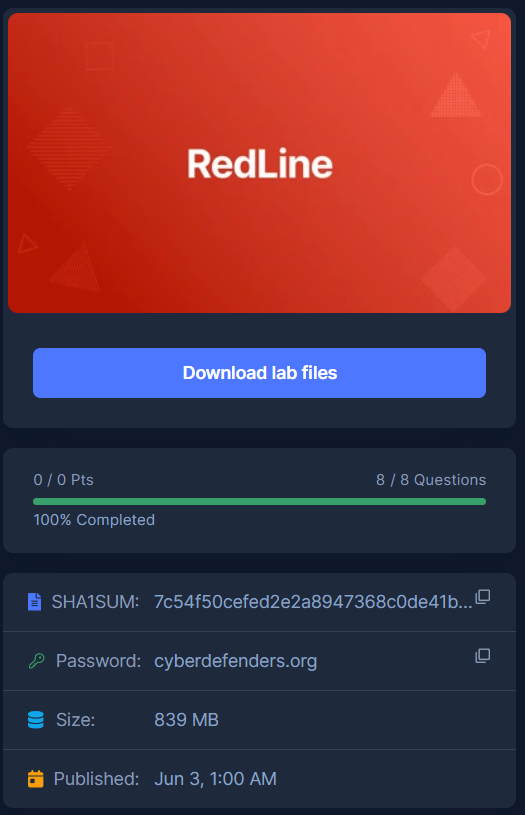 RedLine
Download lab files
0 / 0 Pts 8 / 8 Questions
100% Completed
SHA1SUM: 7c54f50cefed2e2a8947368c0de41b...
Password: cyberdefenders.org
Size: 839 MB
Published: Jun 3, 1:00 AM